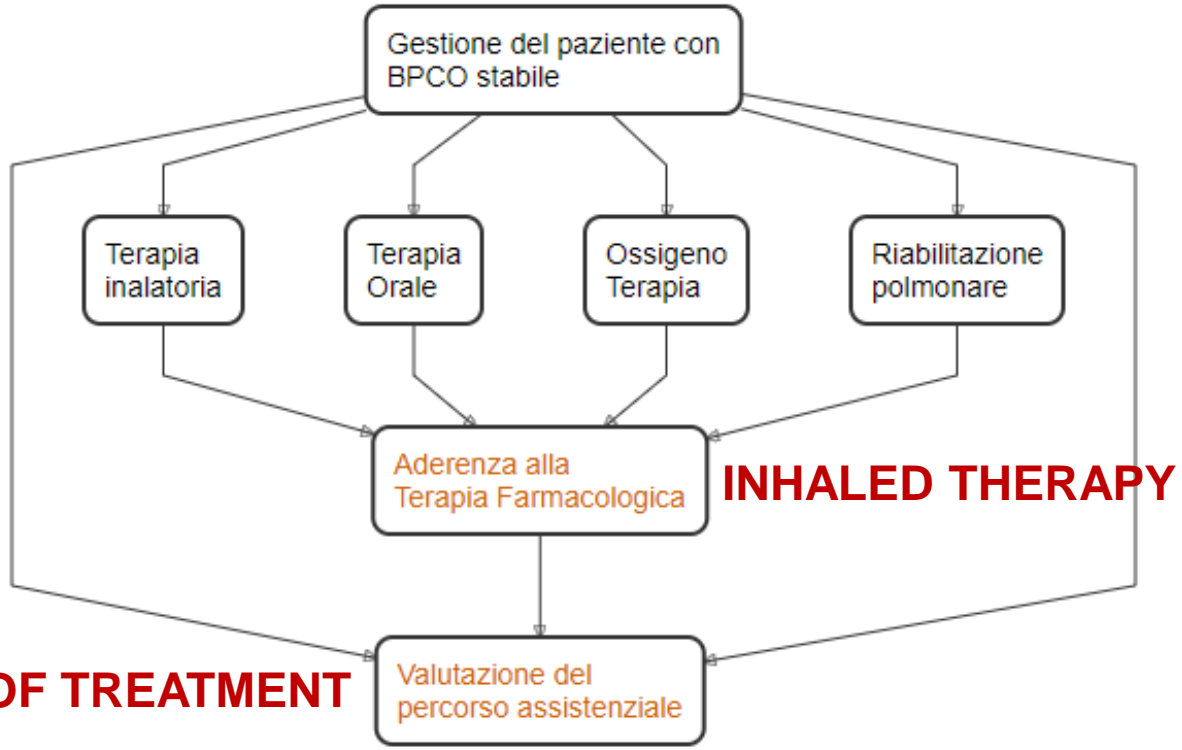 Gestione del paziente con
BPCO stabile
Terapia
inalatoria
Terapia
Orale
Ossigeno
Terapia
Riabilitazione
polmonare
Aderenza alla
Terapia Farmacologica
INHALED THERAPY
Valutazione del
percorso assistenziale
OF TREATMENT